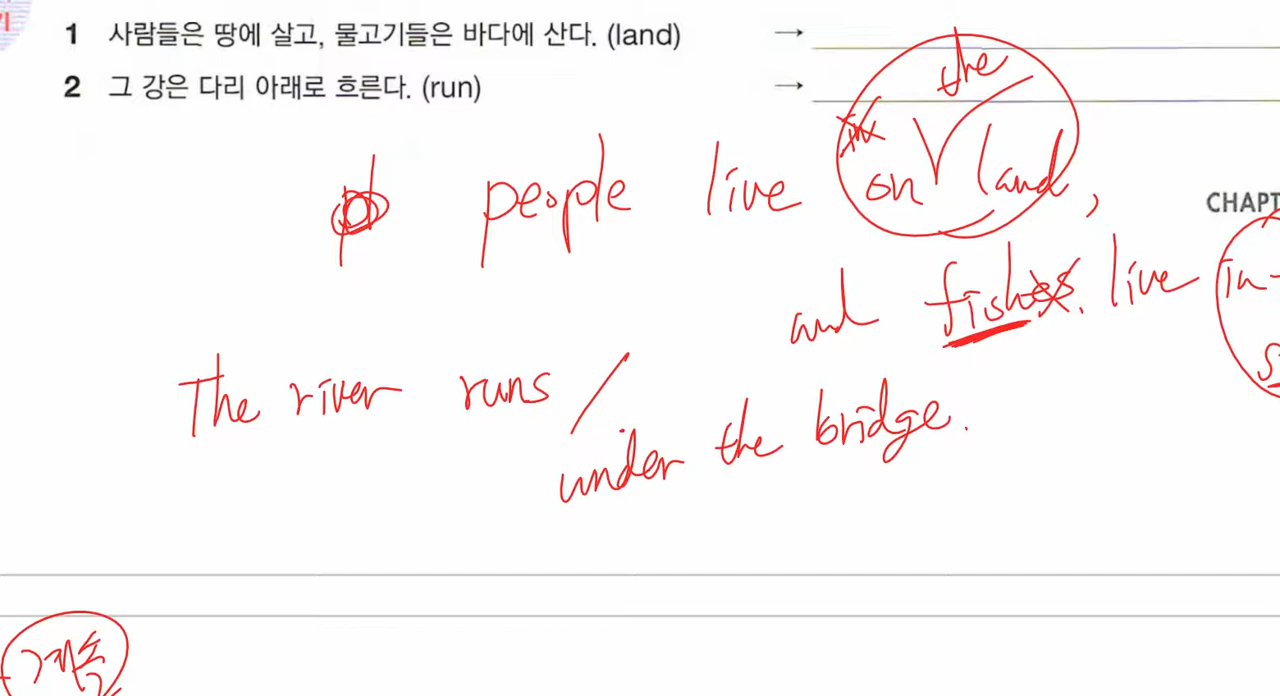 1 사람들은 땅에 살고, 물고기들은 바다에 산다. (land) →
2 그 강은 다리 아래로 흐른다. (run) →
the
in
people live on land,
CHAPT
and fishes. live in
The river runs /
under the bridge.